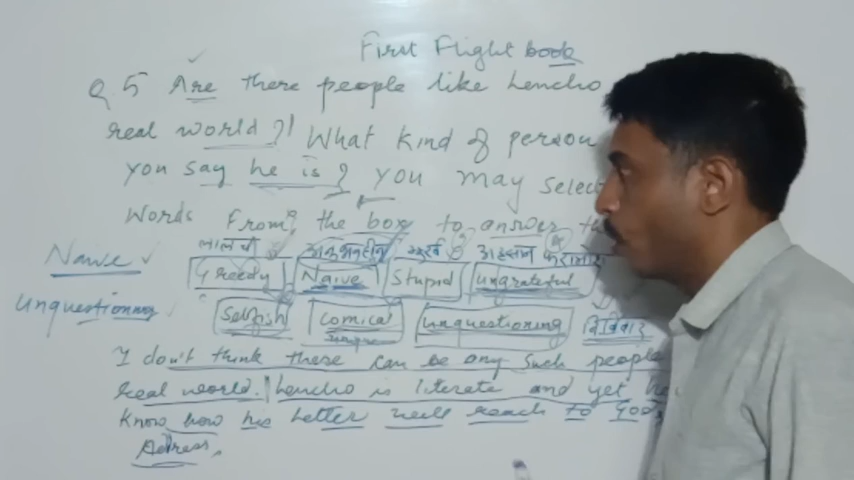 First Flight book
Q 5 Are there people like Lencho
real world ? What kind of person
you say he is ? You may select
Words From the box to answer the
Naive
Greedy Naive Stupid ungrateful
unquestioning
Selfish comical unquestioning
I don't think there can be any such people
real world. Lencho is literate and yet he
know how his letter will reach to God's
Adress.